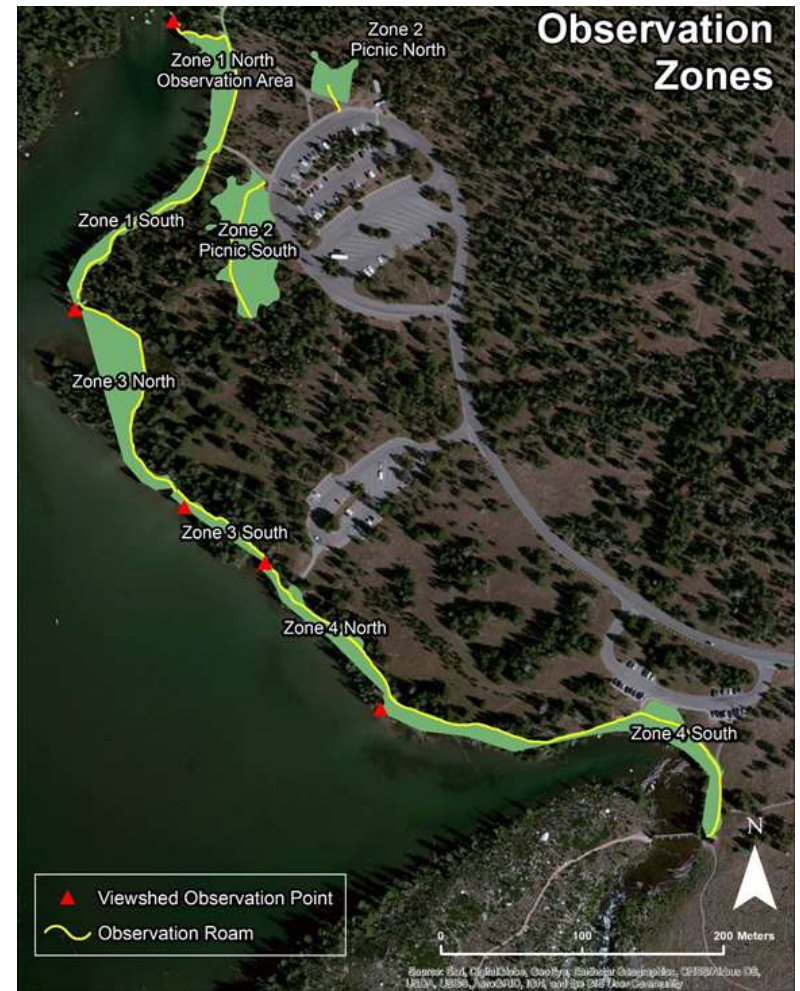 Observation
Zones
Zone 2
Picnic North
Zone 1 North
Observation Area
Zone 1 South
Zone 2
Picnic South
Zone 3 North
Zone 3 South
Zone 4 North
Zone 4 South
N
Viewshed Observation Point
Observation Roam
0 100 200 Meters